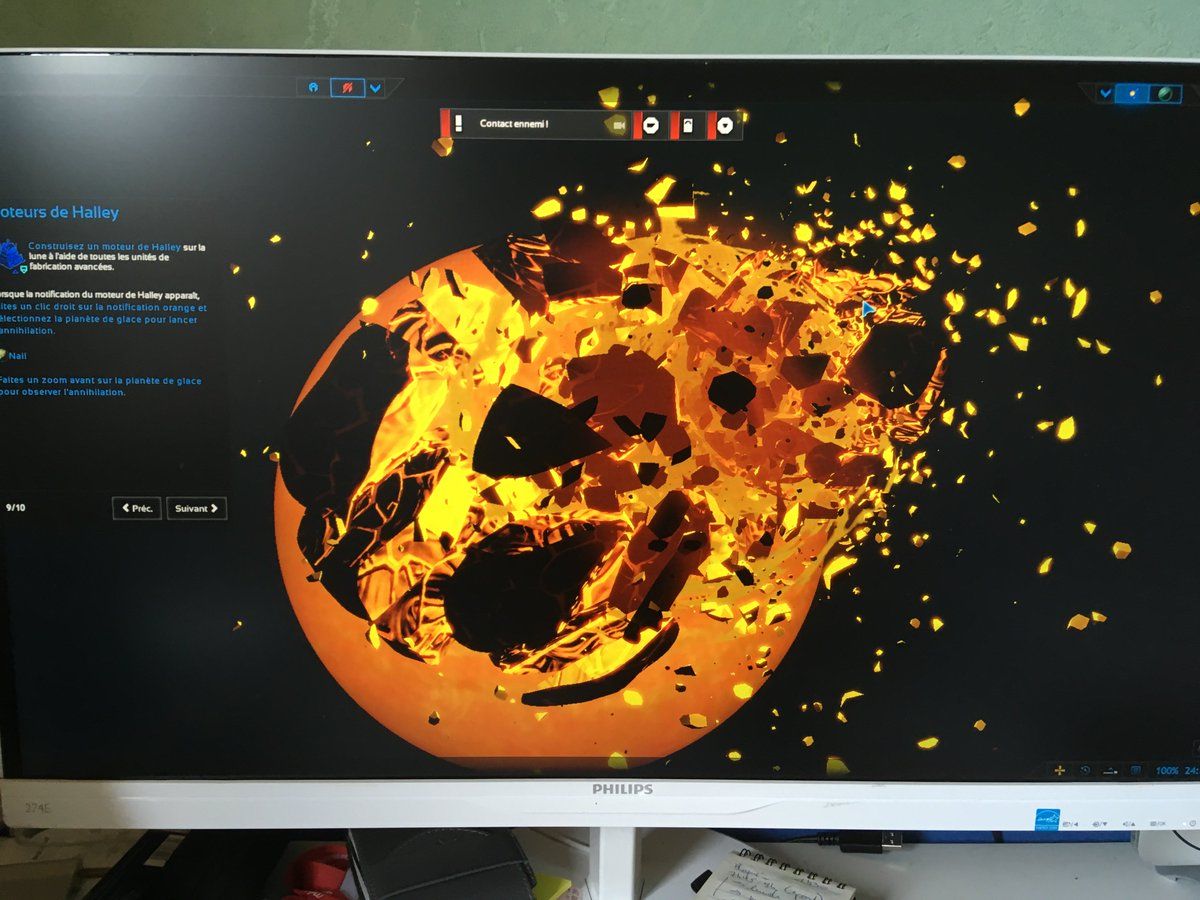 Contact ennemi !
oteurs de Halley
Construisez un moteur de Halley sur la
lune à l'aide de toutes les unités de
fabrication avancées.
orsque la notification du moteur de Halley apparaît,
ites un clic droit sur la notification orange et
électionnez la planète de glace pour lancer
annihilation.
Nail
Faites un zoom avant sur la planète de glace
pour observer l'annihilation.
9/10
Préc.
Suivant
100% 24:
PHILIPS
274E